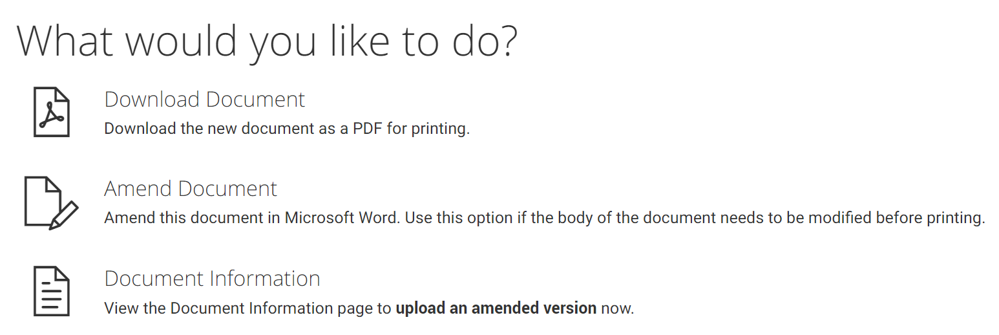 What would you like to do?
Download Document
Download the new document as a PDF for printing.
Amend Document
Amend this document in Microsoft Word. Use this option if the body of the document needs to be modified before printing.
Document Information
View the Document Information page to upload an amended version now.